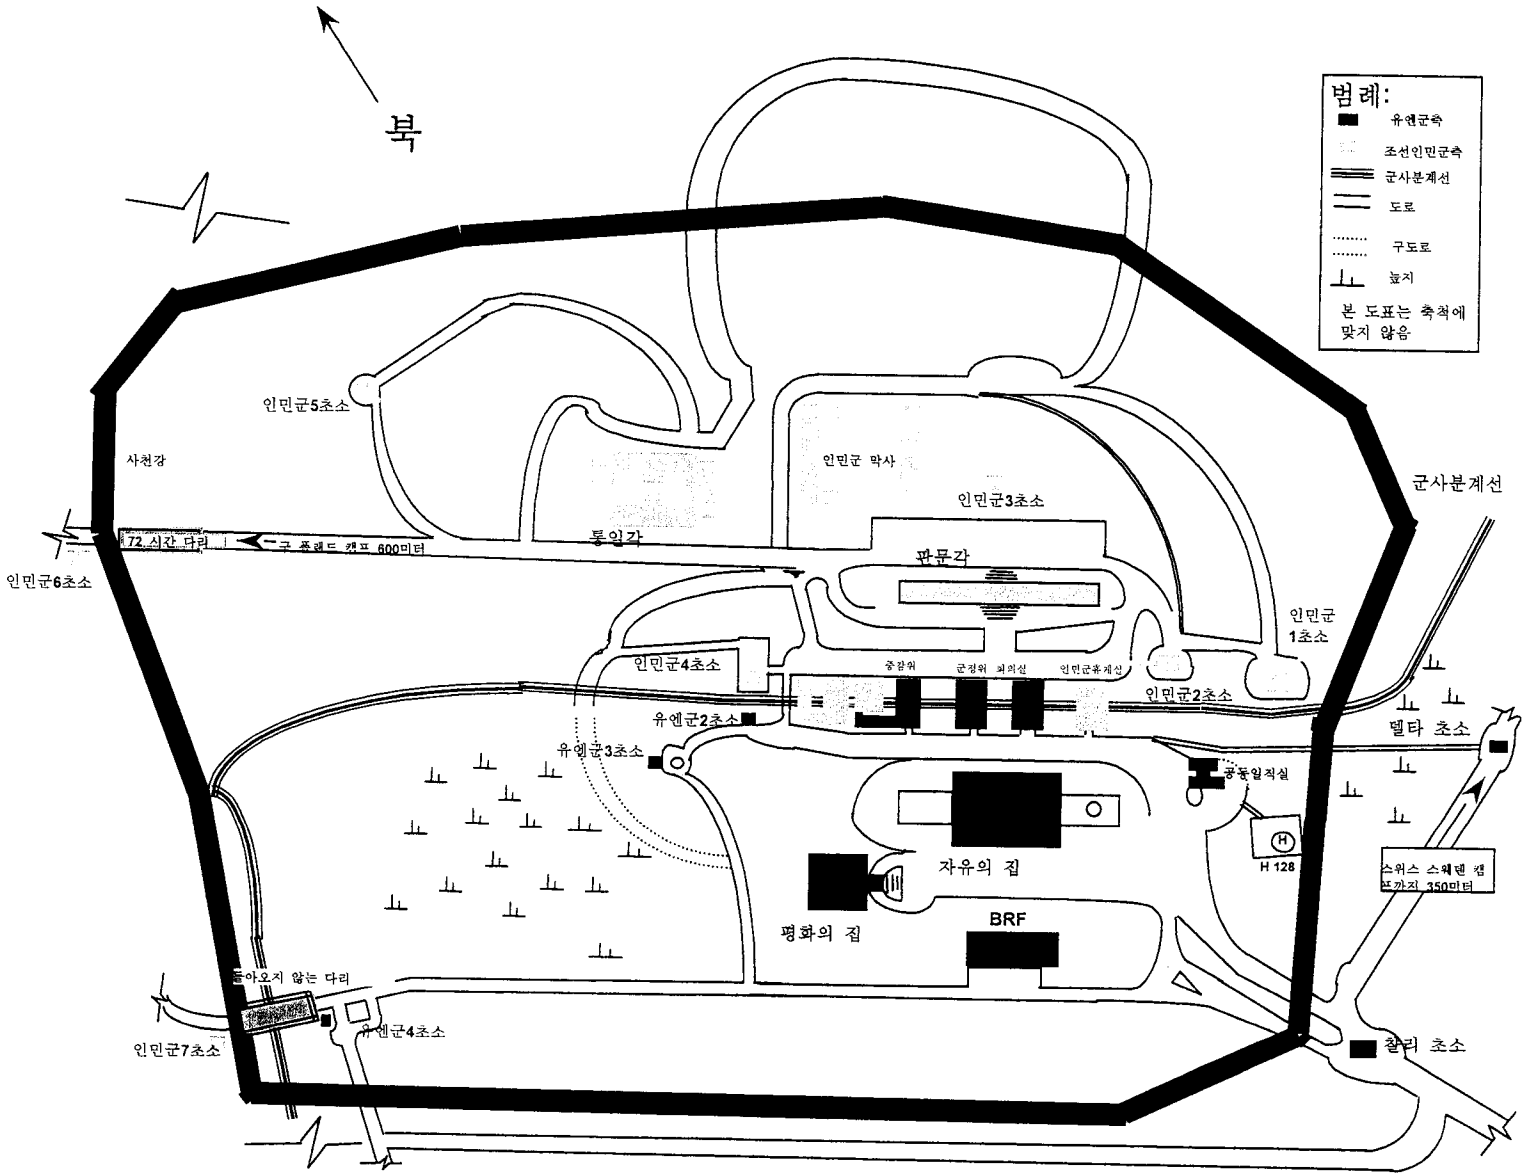 북
범례:
유엔군측
조선인민군측
군사분계선
도로
구도로
늪지
본 도표는 축척에
맞지 않음
인민군5초소
사천강
인민군 막사
인민군3초소
군사분계선
통일각
72 시간 다리
구 플래드 캠프 600미터
판문각
인민군6초소
인민군
1초소
인민군4초소
중감위
군정위 회의실
인민군휴게실
인민군2초소
유엔군2초소
델타 초소
유엔군3초소
공동일직실
H
H 128
자유의 집
스위스 스웨덴 캠
프까지 350미터
BRF
평화의 집
돌아오지 않는 다리
유엔군4초소
인민군7초소
찰리 초소